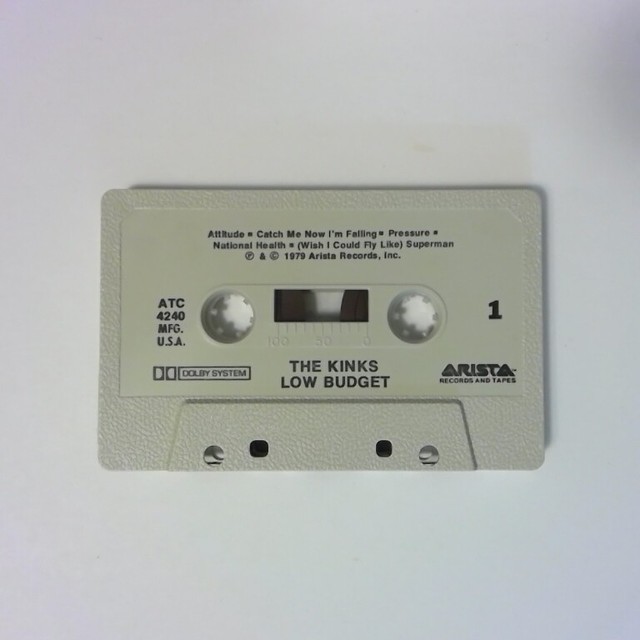 Attitude ▪ Catch Me Now I'm Falling ▪ Pressure ▪
National Health ▪ (Wish I Could Fly Like) Superman
℗ & © 1979 Arista Records, Inc.
ATC
4240
MFG.
U.S.A.
1
100 50 0
DOLBY SYSTEM
THE KINKS
LOW BUDGET
ARISTA™
RECORDS AND TAPES